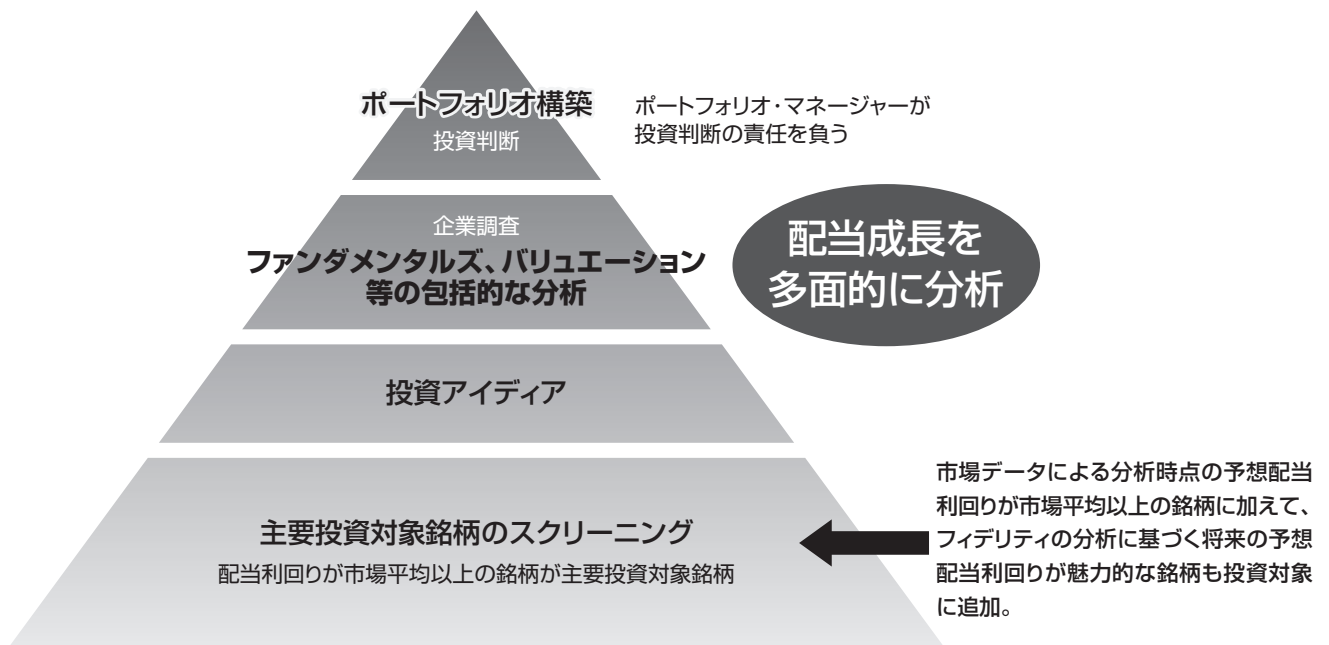 ポートフォリオ構築
投資判断
ポートフォリオ・マネージャーが
投資判断の責任を負う
企業調査
ファンダメンタルズ、バリュエーション
等の包括的な分析
配当成長を
多面的に分析
投資アイディア
主要投資対象銘柄のスクリーニング
配当利回りが市場平均以上の銘柄が主要投資対象銘柄
市場データによる分析時点の予想配当
利回りが市場平均以上の銘柄に加えて、
フィデリティの分析に基づく将来の予想
配当利回りが魅力的な銘柄も投資対象
に追加。